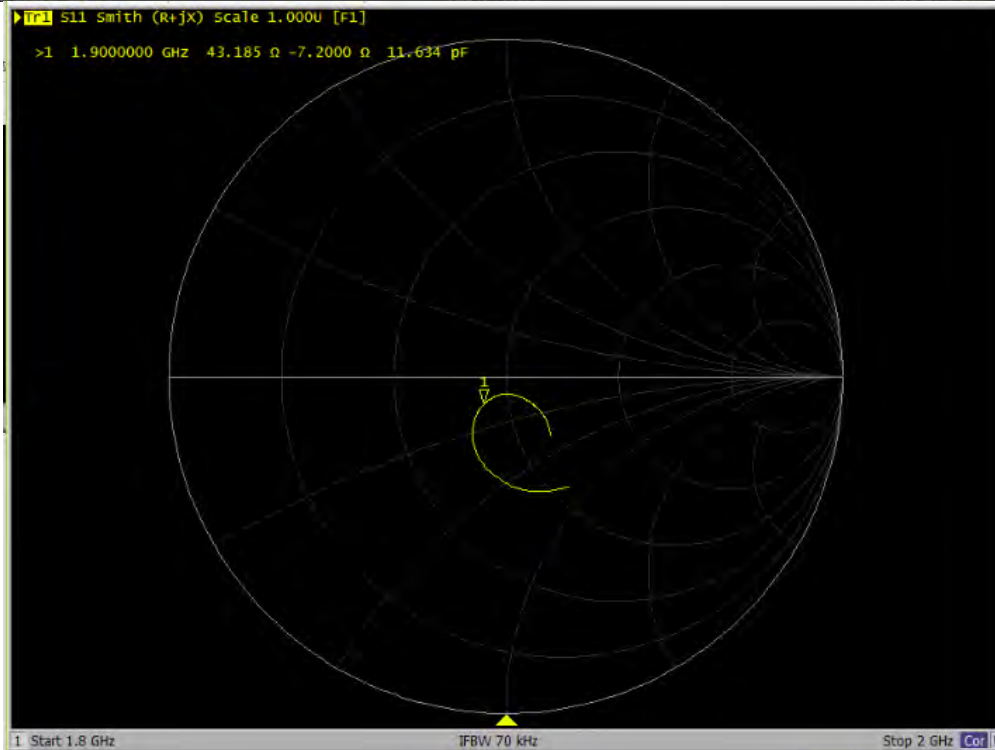 Tr1 S11 Smith (R+jX) Scale 1.000U [F1]
>1 1.9000000 GHz 43.185 Ω -7.2000 Ω 11.634 pF
1
1 Start 1.8 GHz IFBW 70 kHz Stop 2 GHz Cor